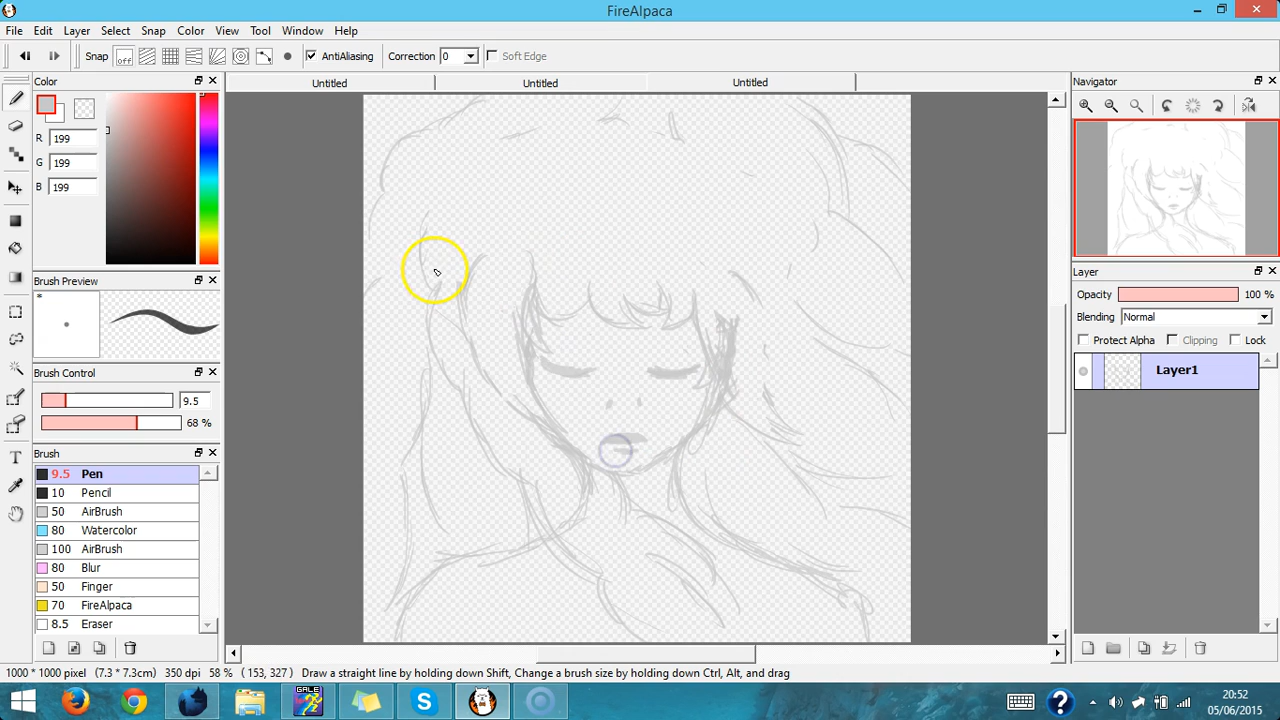 FireAlpaca
File Edit Layer Select Snap Color View Tool Window Help
Snap OFF AntiAliasing Correction 0 Soft Edge
Untitled Untitled Untitled
Color
R 199
G 199
B 199
Brush Preview
*
Brush Control
9.5
68 %
Brush
9.5 Pen
10 Pencil
50 AirBrush
80 Watercolor
100 AirBrush
80 Blur
50 Finger
70 FireAlpaca
8.5 Eraser
Navigator
Layer
Opacity 100 %
Blending Normal
Protect Alpha Clipping Lock
Layer1
T
1000 * 1000 pixel (7.3 * 7.3cm) 350 dpi 58 % ( 153, 327 ) Draw a straight line by holding down Shift, Change a brush size by holding down Ctrl, Alt, and drag
GALE
20:52
05/06/2015